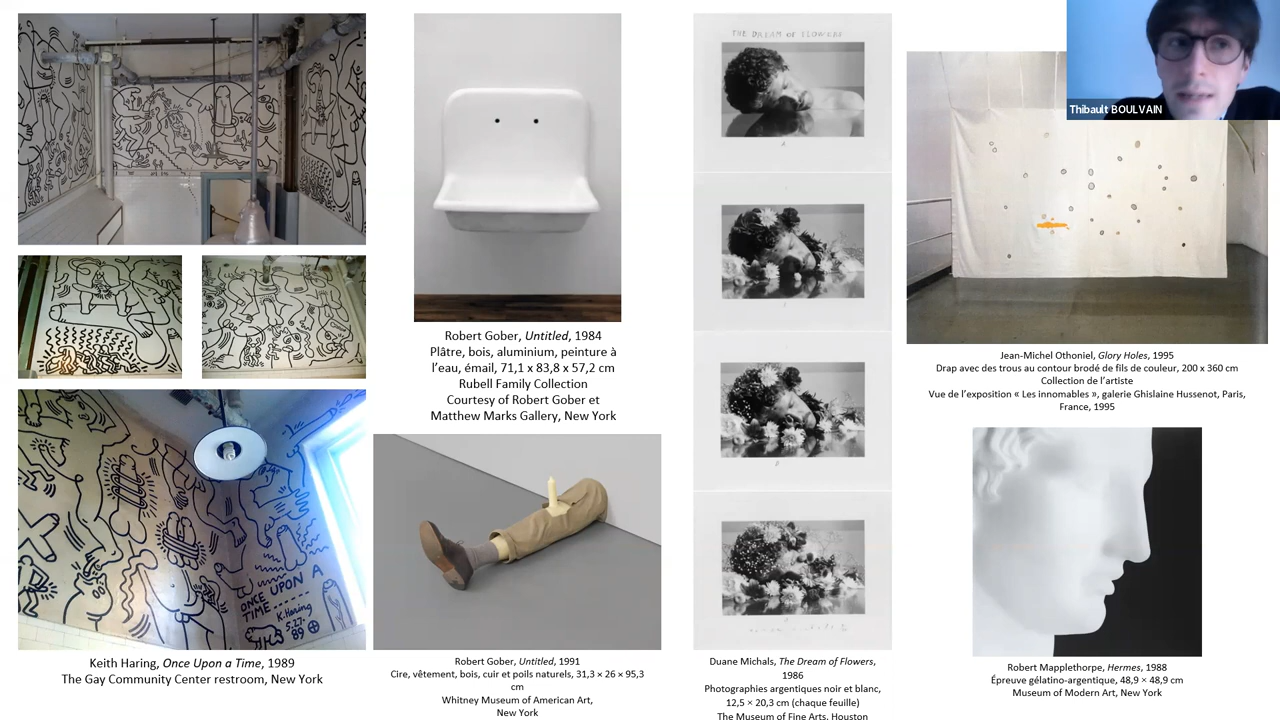 ONCE UPON A
TIME
K.Haring
5.27.
89
Keith Haring, Once Upon a Time, 1989
The Gay Community Center restroom, New York
Robert Gober, Untitled, 1984
Plâtre, bois, aluminium, peinture à
l’eau, émail, 71,1 x 83,8 x 57,2 cm
Rubell Family Collection
Courtesy of Robert Gober et
Matthew Marks Gallery, New York
Robert Gober, Untitled, 1991
Cire, vêtement, bois, cuir et poils naturels, 31,3 × 26 × 95,3
cm
Whitney Museum of American Art,
New York
THE DREAM OF FLOWERS
Duane Michals, The Dream of Flowers,
1986
Photographies argentiques noir et blanc,
12,5 × 20,3 cm (chaque feuille)
The Museum of Fine Arts, Houston
Thibault BOULVAIN
Jean-Michel Othoniel, Glory Holes, 1995
Drap avec des trous au contour brodé de fils de couleur, 200 x 360 cm
Collection de l’artiste
Vue de l’exposition « Les innomables », galerie Ghislaine Hussenot, Paris,
France, 1995
Robert Mapplethorpe, Hermes, 1988
Épreuve gélatino-argentique, 48,9 × 48,9 cm
Museum of Modern Art, New York